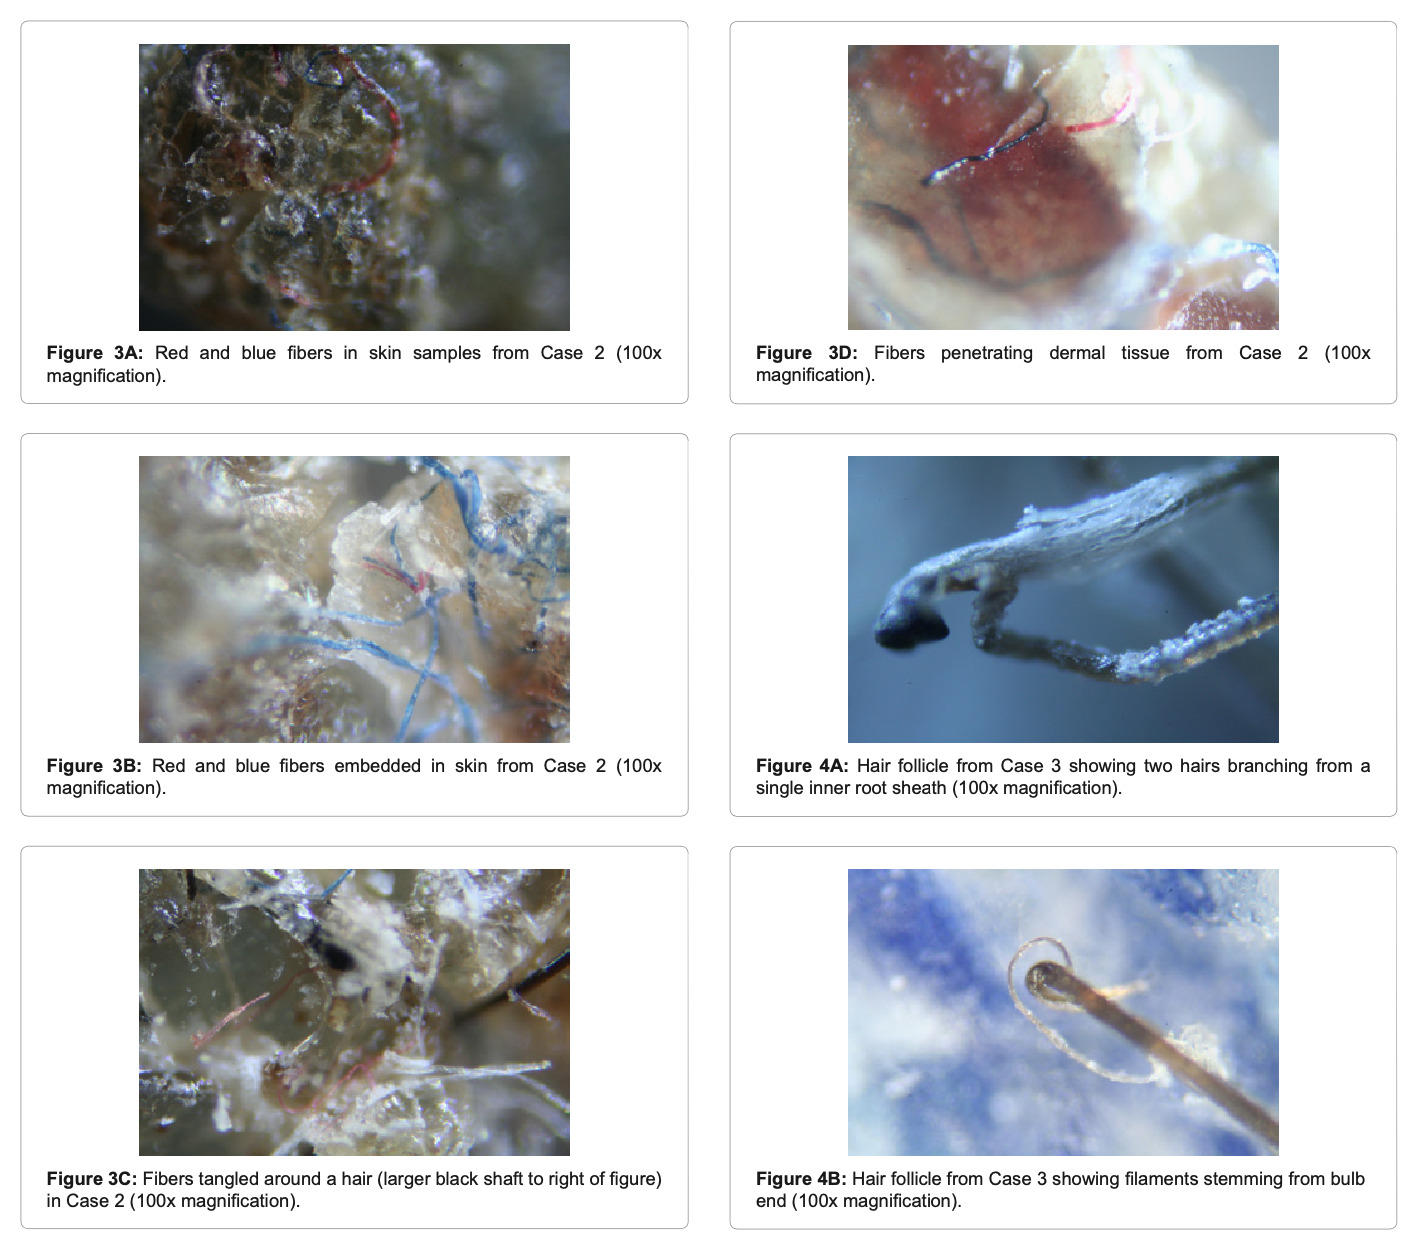 Figure 3A: Red and blue fibers in skin samples from Case 2 (100x
magnification).
Figure 3B: Red and blue fibers embedded in skin from Case 2 (100x
magnification).
Figure 3C: Fibers tangled around a hair (larger black shaft to right of figure)
in Case 2 (100x magnification).
Figure 3D: Fibers penetrating dermal tissue from Case 2 (100x
magnification).
Figure 4A: Hair follicle from Case 3 showing two hairs branching from a
single inner root sheath (100x magnification).
Figure 4B: Hair follicle from Case 3 showing filaments stemming from bulb
end (100x magnification).